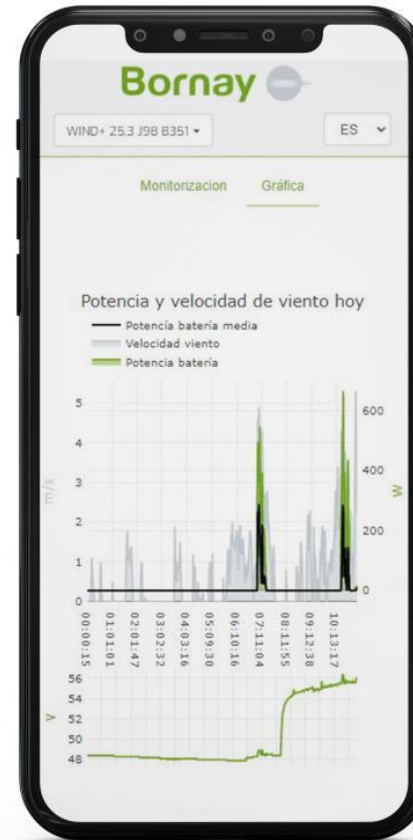 Bornay
WIND+ 25.3 J98 B351
ES
Monitorizacion Gráfica
Potencia y velocidad de viento hoy
Potencia batería media
Velocidad viento
Potencia batería
5
4
3
2
1
0
m/s
600
400
200
0
W
00:00:15
01:01:01
02:01:47
03:02:32
04:03:16
05:09:30
06:10:16
07:11:04
08:11:55
09:12:38
10:13:17
56
54
52
50
48
V